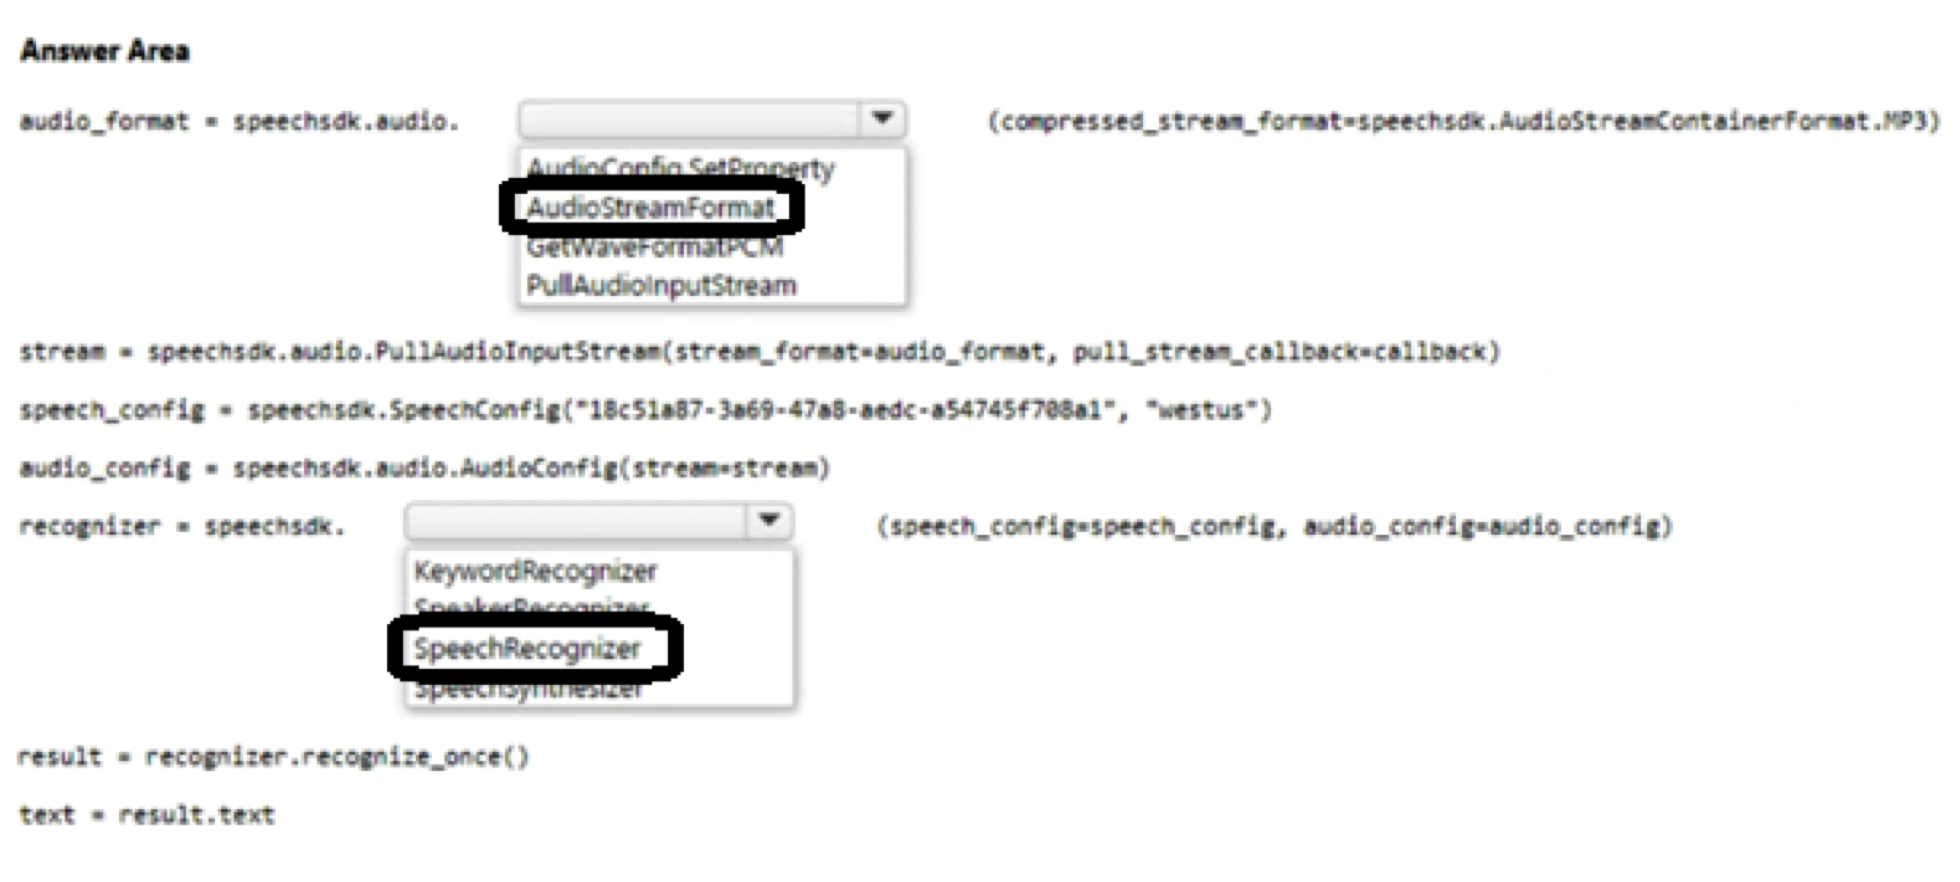 Answer Area
audio_format = speechsdk.audio. (compressed_stream_format=speechsdk.AudioStreamContainerFormat.MP3)
AudioConfig.SetProperty
AudioStreamFormat
GetWaveFormatPCM
PullAudioInputStream
stream = speechsdk.audio.PullAudioInputStream(stream_format=audio_format, pull_stream_callback=callback)
speech_config = speechsdk.SpeechConfig("18c51a87-3a69-47a8-aedc-a54745f708a1", "westus")
audio_config = speechsdk.audio.AudioConfig(stream=stream)
recognizer = speechsdk. (speech_config=speech_config, audio_config=audio_config)
KeywordRecognizer
SpeakerRecognizer
SpeechRecognizer
SpeechSynthesizer
result = recognizer.recognize_once()
text = result.text